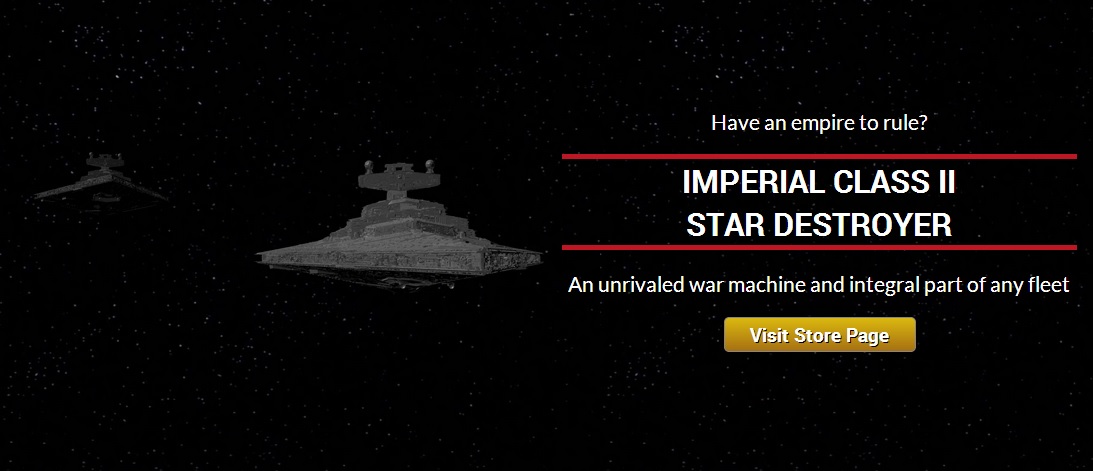 Have an empire to rule?
IMPERIAL CLASS II
STAR DESTROYER
An unrivaled war machine and integral part of any fleet
Visit Store Page